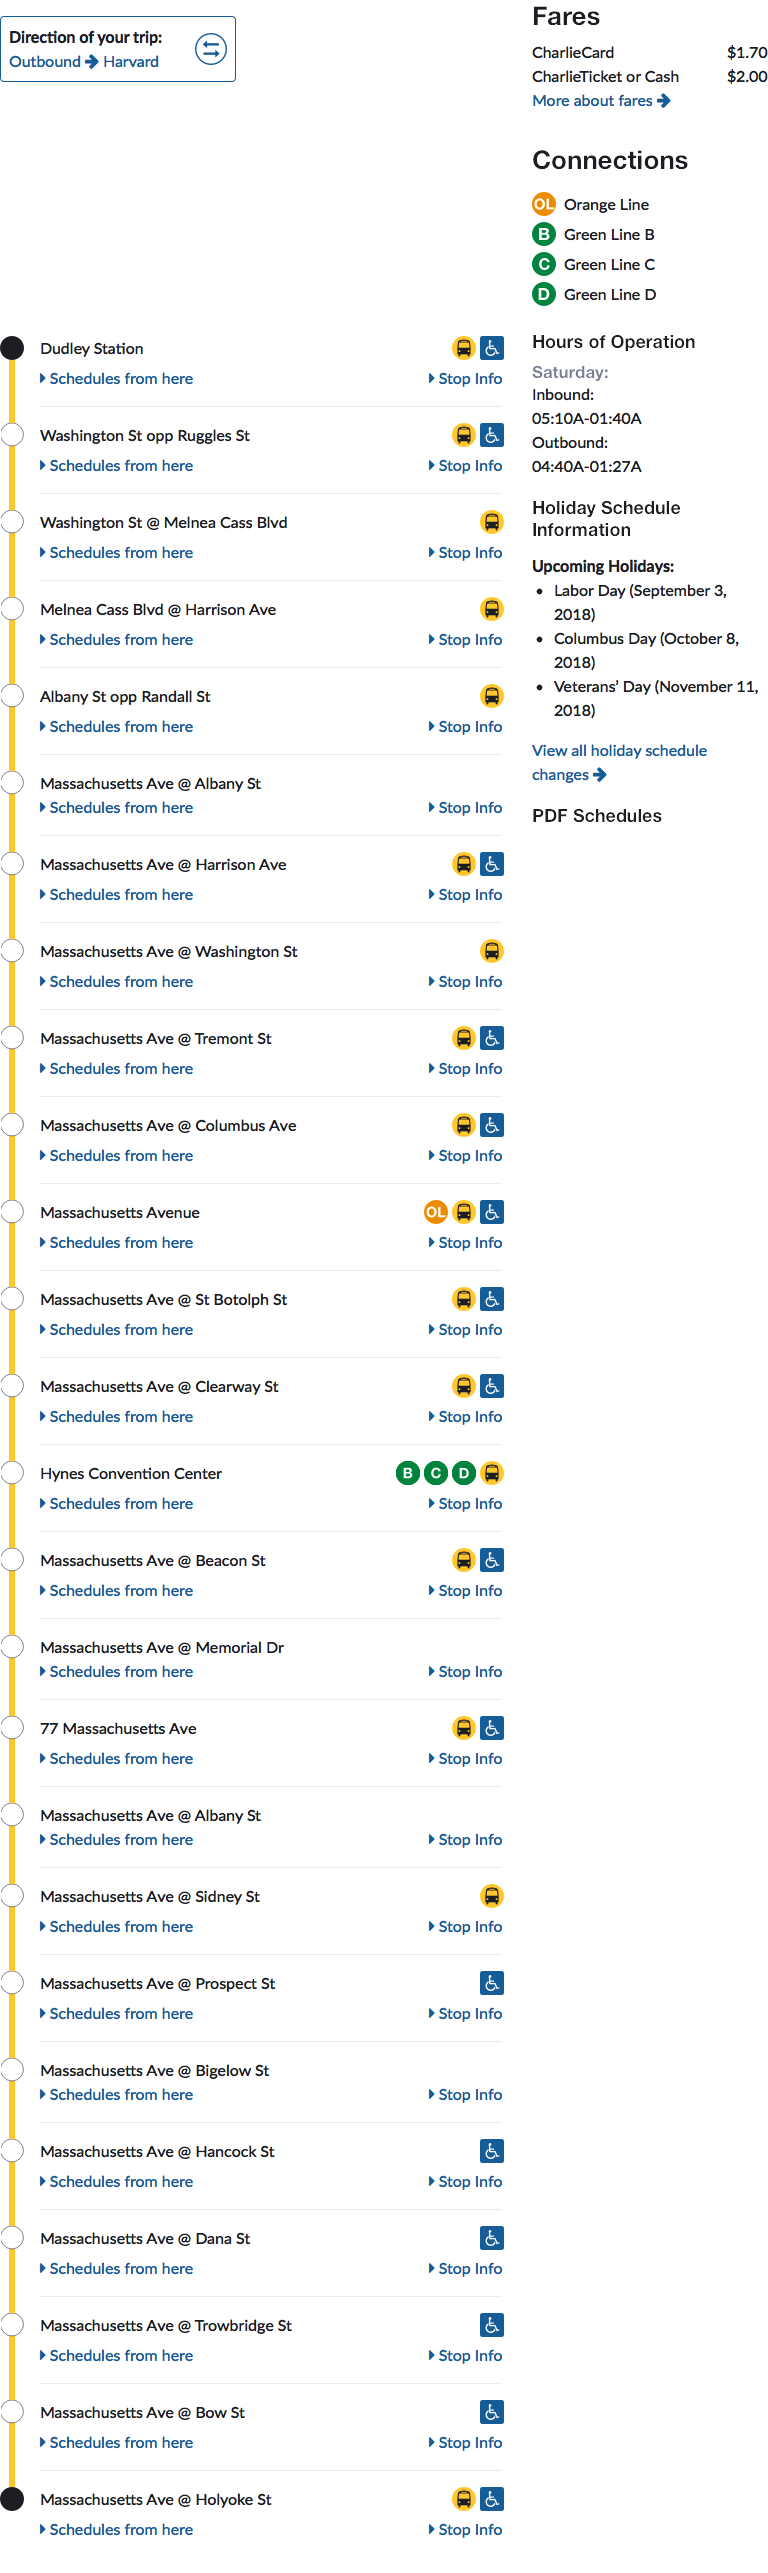 Direction of your trip:
Outbound Harvard
Fares
CharlieCard $1.70
CharlieTicket or Cash $2.00
More about fares
Connections
OL Orange Line
B Green Line B
C Green Line C
D Green Line D
Hours of Operation
Saturday:
Inbound:
05:10A-01:40A
Outbound:
04:40A-01:27A
Holiday Schedule
Information
Upcoming Holidays:
• Labor Day (September 3,
2018)
• Columbus Day (October 8,
2018)
• Veterans’ Day (November 11,
2018)
View all holiday schedule
changes
PDF Schedules
Dudley Station
Schedules from here Stop Info
Washington St opp Ruggles St
Schedules from here Stop Info
Washington St @ Melnea Cass Blvd
Schedules from here Stop Info
Melnea Cass Blvd @ Harrison Ave
Schedules from here Stop Info
Albany St opp Randall St
Schedules from here Stop Info
Massachusetts Ave @ Albany St
Schedules from here Stop Info
Massachusetts Ave @ Harrison Ave
Schedules from here Stop Info
Massachusetts Ave @ Washington St
Schedules from here Stop Info
Massachusetts Ave @ Tremont St
Schedules from here Stop Info
Massachusetts Ave @ Columbus Ave
Schedules from here Stop Info
Massachusetts Avenue OL
Schedules from here Stop Info
Massachusetts Ave @ St Botolph St
Schedules from here Stop Info
Massachusetts Ave @ Clearway St
Schedules from here Stop Info
Hynes Convention Center B C D
Schedules from here Stop Info
Massachusetts Ave @ Beacon St
Schedules from here Stop Info
Massachusetts Ave @ Memorial Dr
Schedules from here Stop Info
77 Massachusetts Ave
Schedules from here Stop Info
Massachusetts Ave @ Albany St
Schedules from here Stop Info
Massachusetts Ave @ Sidney St
Schedules from here Stop Info
Massachusetts Ave @ Prospect St
Schedules from here Stop Info
Massachusetts Ave @ Bigelow St
Schedules from here Stop Info
Massachusetts Ave @ Hancock St
Schedules from here Stop Info
Massachusetts Ave @ Dana St
Schedules from here Stop Info
Massachusetts Ave @ Trowbridge St
Schedules from here Stop Info
Massachusetts Ave @ Bow St
Schedules from here Stop Info
Massachusetts Ave @ Holyoke St
Schedules from here Stop Info